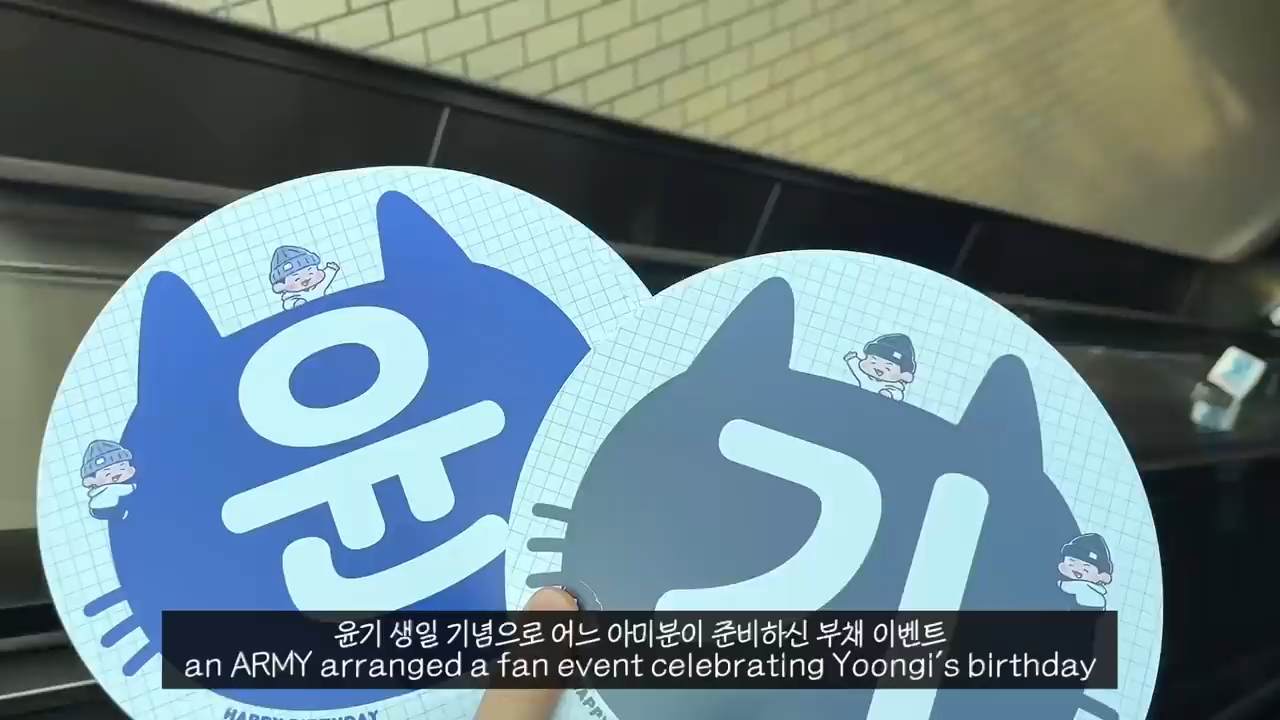 윤
기
HAPPY BIRTHDAY
윤기 생일 기념으로 어느 아미분이 준비하신 부채 이벤트
an ARMY arranged a fan event celebrating Yoongi's birthday